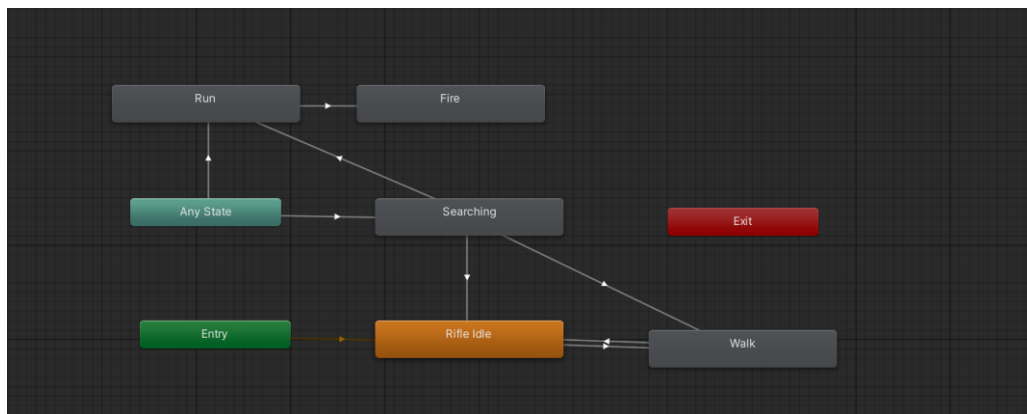 Run
Fire
Any State
Searching
Exit
Entry
Rifle Idle
Walk